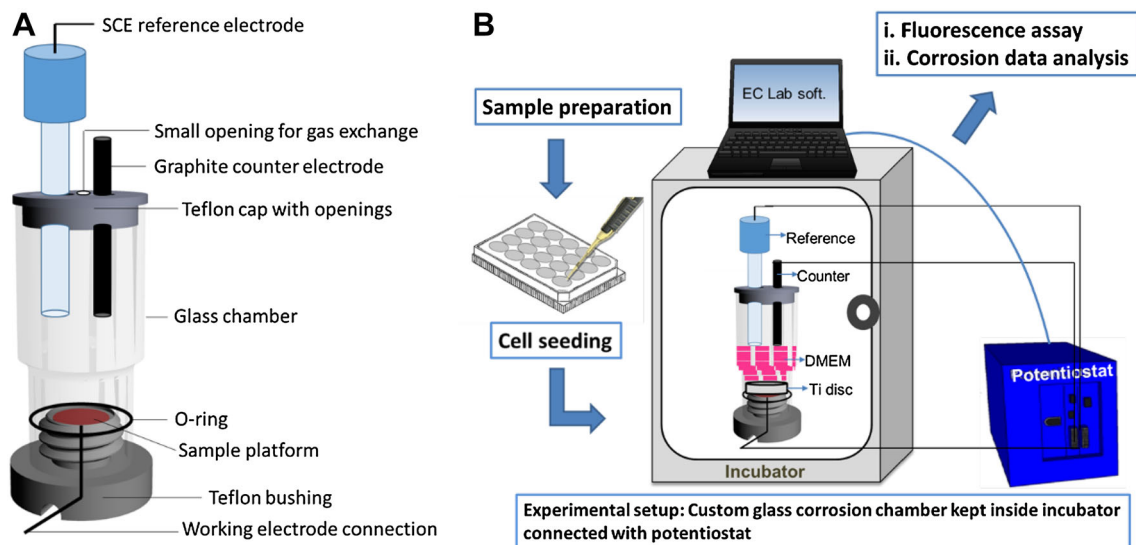 A
SCE reference electrode
Small opening for gas exchange
Graphite counter electrode
Teflon cap with openings
Glass chamber
O-ring
Sample platform
Teflon bushing
Working electrode connection
B
i. Fluorescence assay
ii. Corrosion data analysis
EC Lab soft.
Sample preparation
Cell seeding
Reference
Counter
DMEM
Ti disc
Incubator
Potentiostat
Experimental setup: Custom glass corrosion chamber kept inside incubator
connected with potentiostat